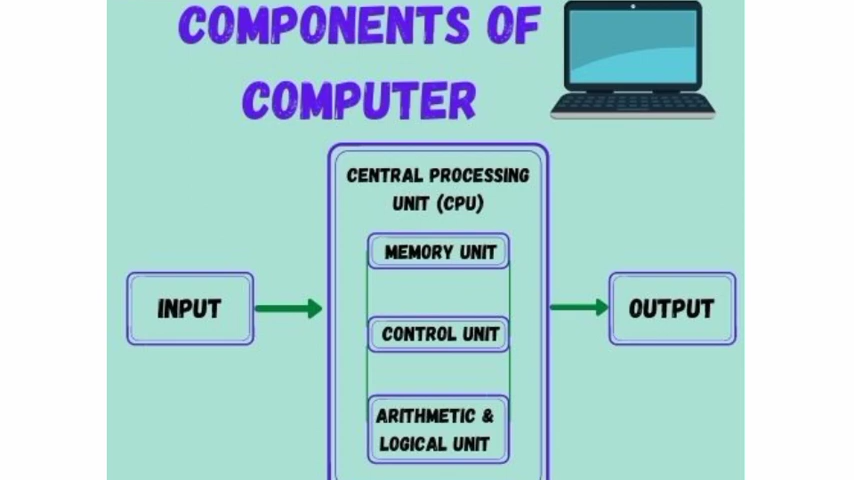 COMPONENTS OF
COMPUTER
CENTRAL PROCESSING
UNIT (CPU)
MEMORY UNIT
INPUT
CONTROL UNIT
OUTPUT
ARITHMETIC &
LOGICAL UNIT